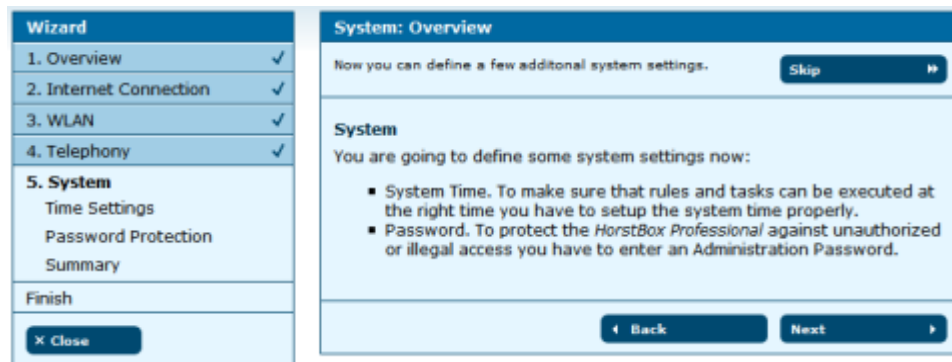 Wizard
1. Overview
2. Internet Connection
3. WLAN
4. Telephony
5. System
Time Settings
Password Protection
Summary
Finish
× Close
System: Overview
Now you can define a few additonal system settings.
Skip
System
You are going to define some system settings now:
System Time. To make sure that rules and tasks can be executed at
the right time you have to setup the system time properly.
Password. To protect the HorstBox Professional against unauthorized
or illegal access you have to enter an Administration Password.
Back
Next